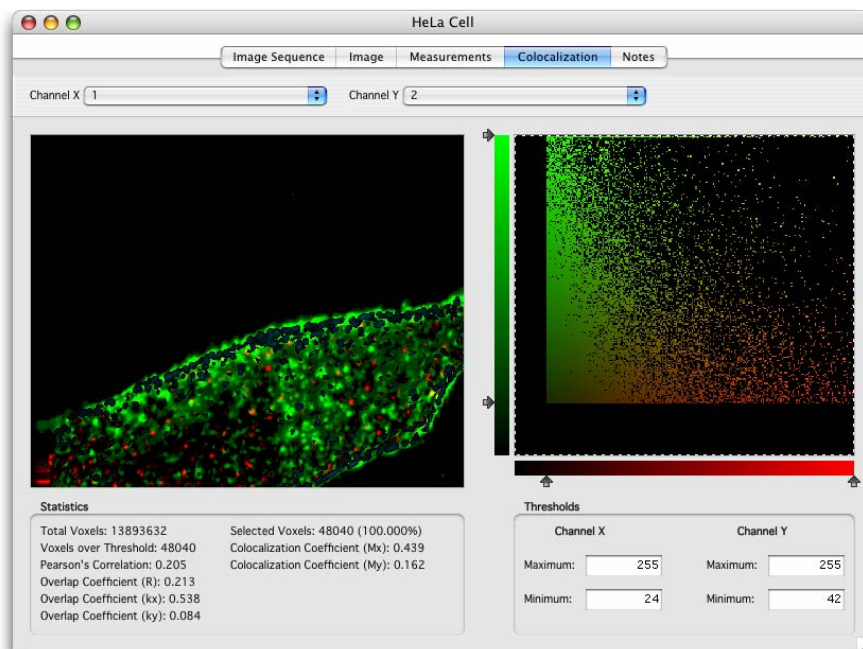 HeLa Cell
Image Sequence Image Measurements Colocalization Notes
Channel X 1 Channel Y 2
Statistics
Total Voxels: 13893632
Voxels over Threshold: 48040
Pearson's Correlation: 0.205
Overlap Coefficient (R): 0.213
Overlap Coefficient (kx): 0.538
Overlap Coefficient (ky): 0.084
Selected Voxels: 48040 (100.000%)
Colocalization Coefficient (Mx): 0.439
Colocalization Coefficient (My): 0.162
Thresholds
Channel X Channel Y
Maximum: 255 Maximum: 255
Minimum: 24 Minimum: 42